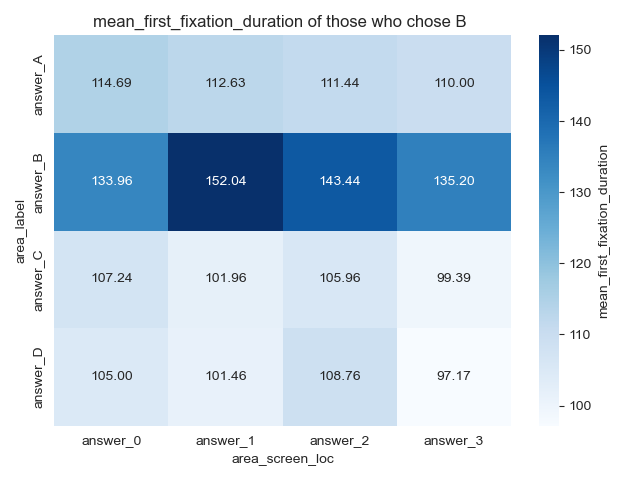 mean_first_fixation_duration of those who chose B
area_label
answer_A
114.69 112.63 111.44 110.00
answer_B
133.96 152.04 143.44 135.20
answer_C
107.24 101.96 105.96 99.39
answer_D
105.00 101.46 108.76 97.17
answer_0 answer_1 answer_2 answer_3
area_screen_loc
150
140
130
120
110
100
mean_first_fixation_duration